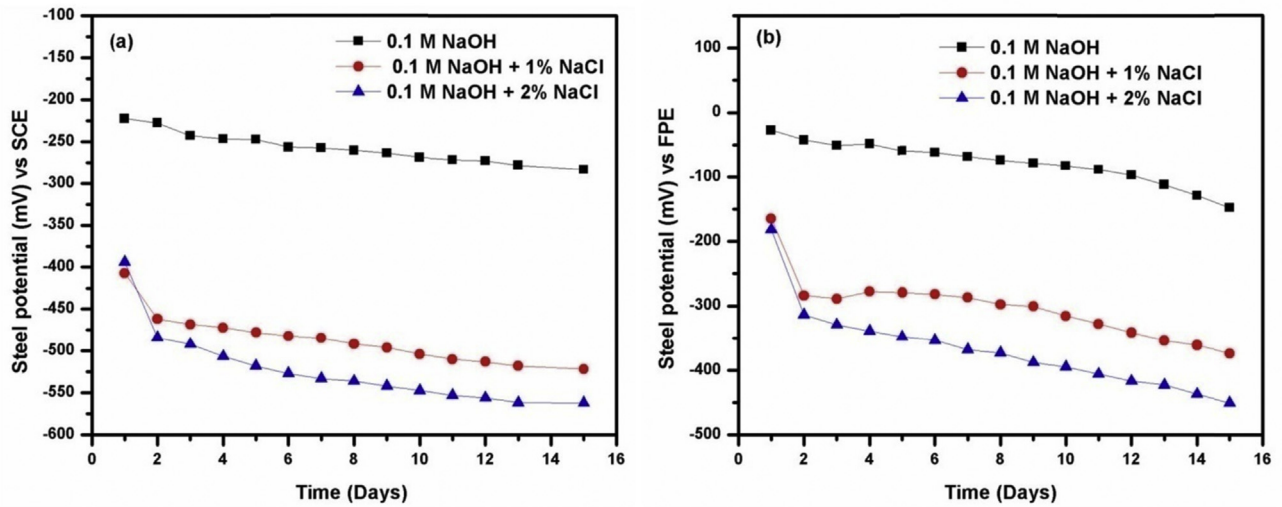 (a)
0.1 M NaOH
0.1 M NaOH + 1% NaCl
0.1 M NaOH + 2% NaCl
Steel potential (mV) vs SCE
-100
-150
-200
-250
-300
-350
-400
-450
-500
-550
-600
0 2 4 6 8 10 12 14 16
Time (Days)
(b)
0.1 M NaOH
0.1 M NaOH + 1% NaCl
0.1 M NaOH + 2% NaCl
Steel potential (mV) vs FPE
100
0
-100
-200
-300
-400
-500
0 2 4 6 8 10 12 14 16
Time (Days)